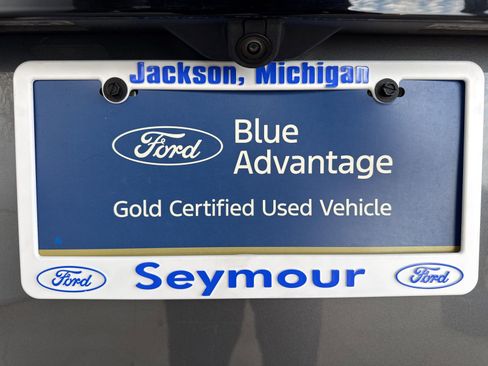 Jackson, Michigan
Ford
Blue
Advantage
Gold Certified Used Vehicle
Ford
Seymour
Ford